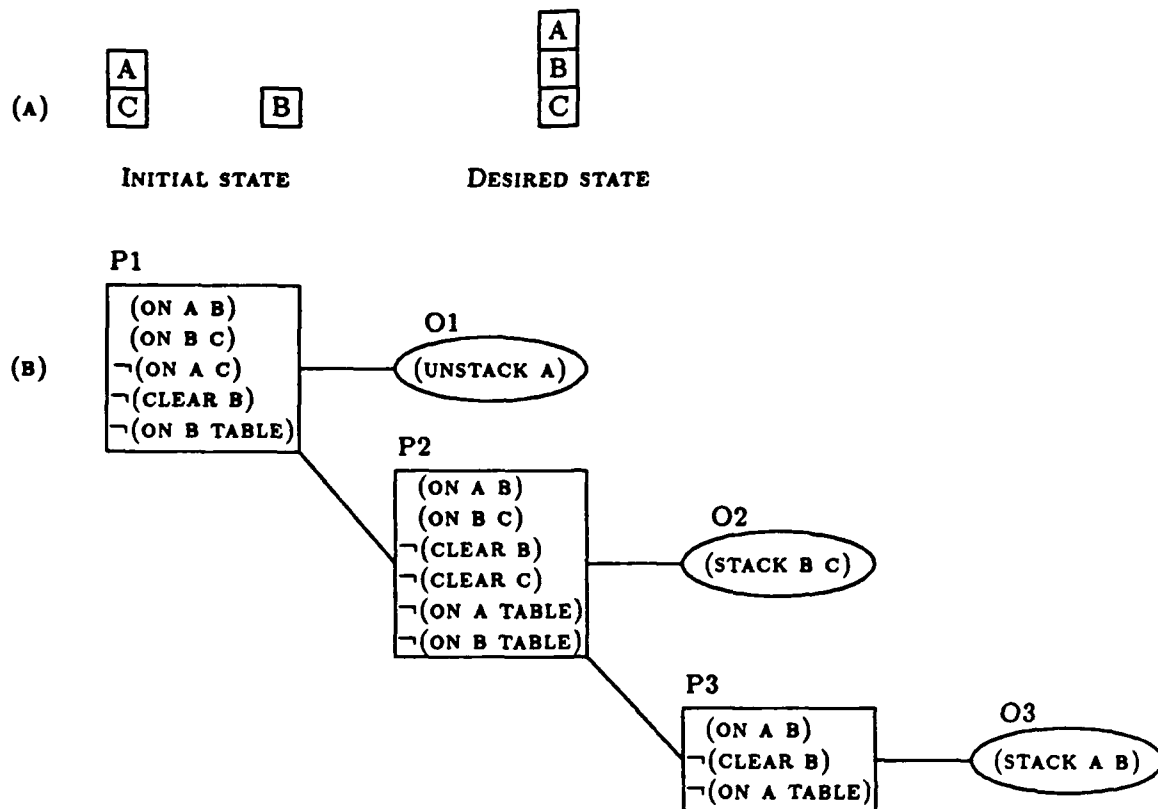 A
B
C
A
C
B
(A)
INITIAL STATE
DESIRED STATE
P1
(ON A B)
(ON B C)
¬(ON A C)
¬(CLEAR B)
¬(ON B TABLE)
O1
(UNSTACK A)
(B)
P2
(ON A B)
(ON B C)
¬(CLEAR B)
¬(CLEAR C)
¬(ON A TABLE)
¬(ON B TABLE)
O2
(STACK B C)
P3
(ON A B)
¬(CLEAR B)
¬(ON A TABLE)
O3
(STACK A B)